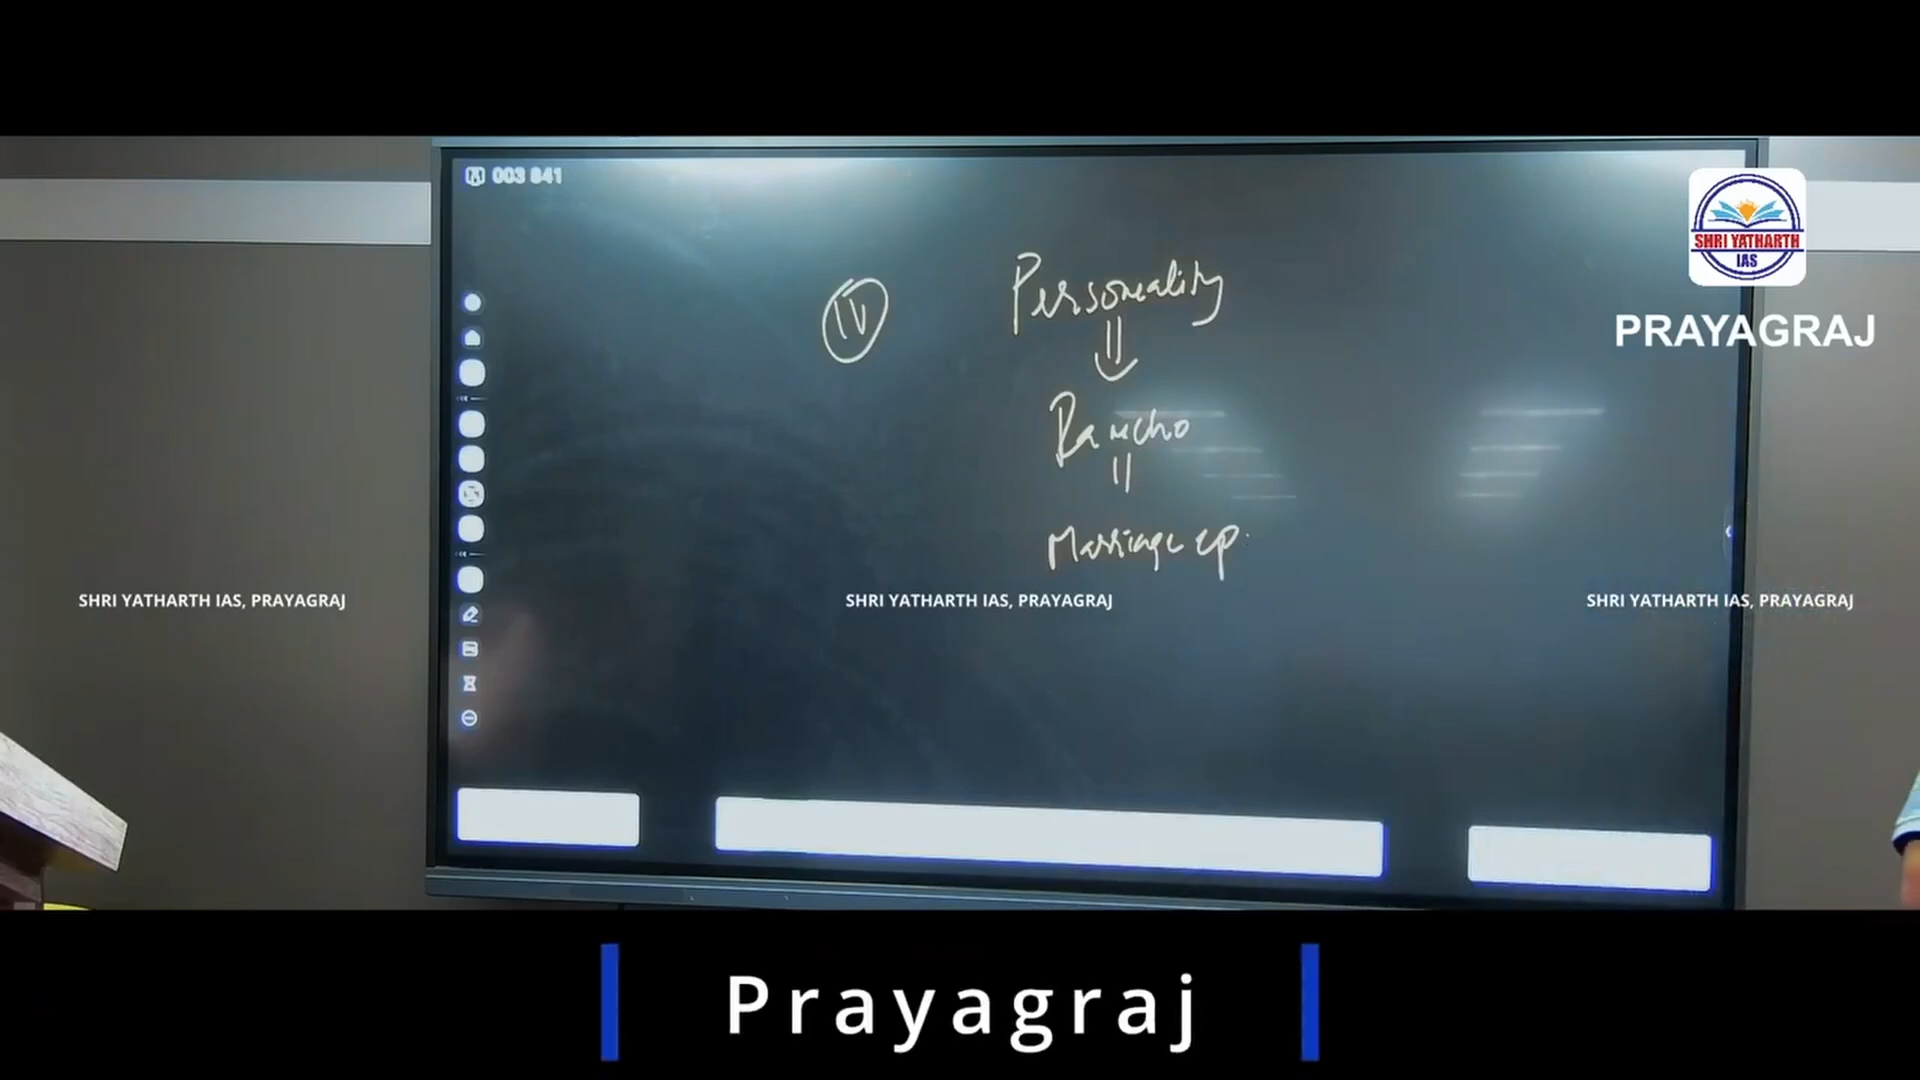 003 841
SHRI YATHARTH
IAS
PRAYAGRAJ
IV
Personality
Rancho
Marriage ep.
SHRI YATHARTH IAS, PRAYAGRAJ
SHRI YATHARTH IAS, PRAYAGRAJ
SHRI YATHARTH IAS, PRAYAGRAJ
Prayagraj